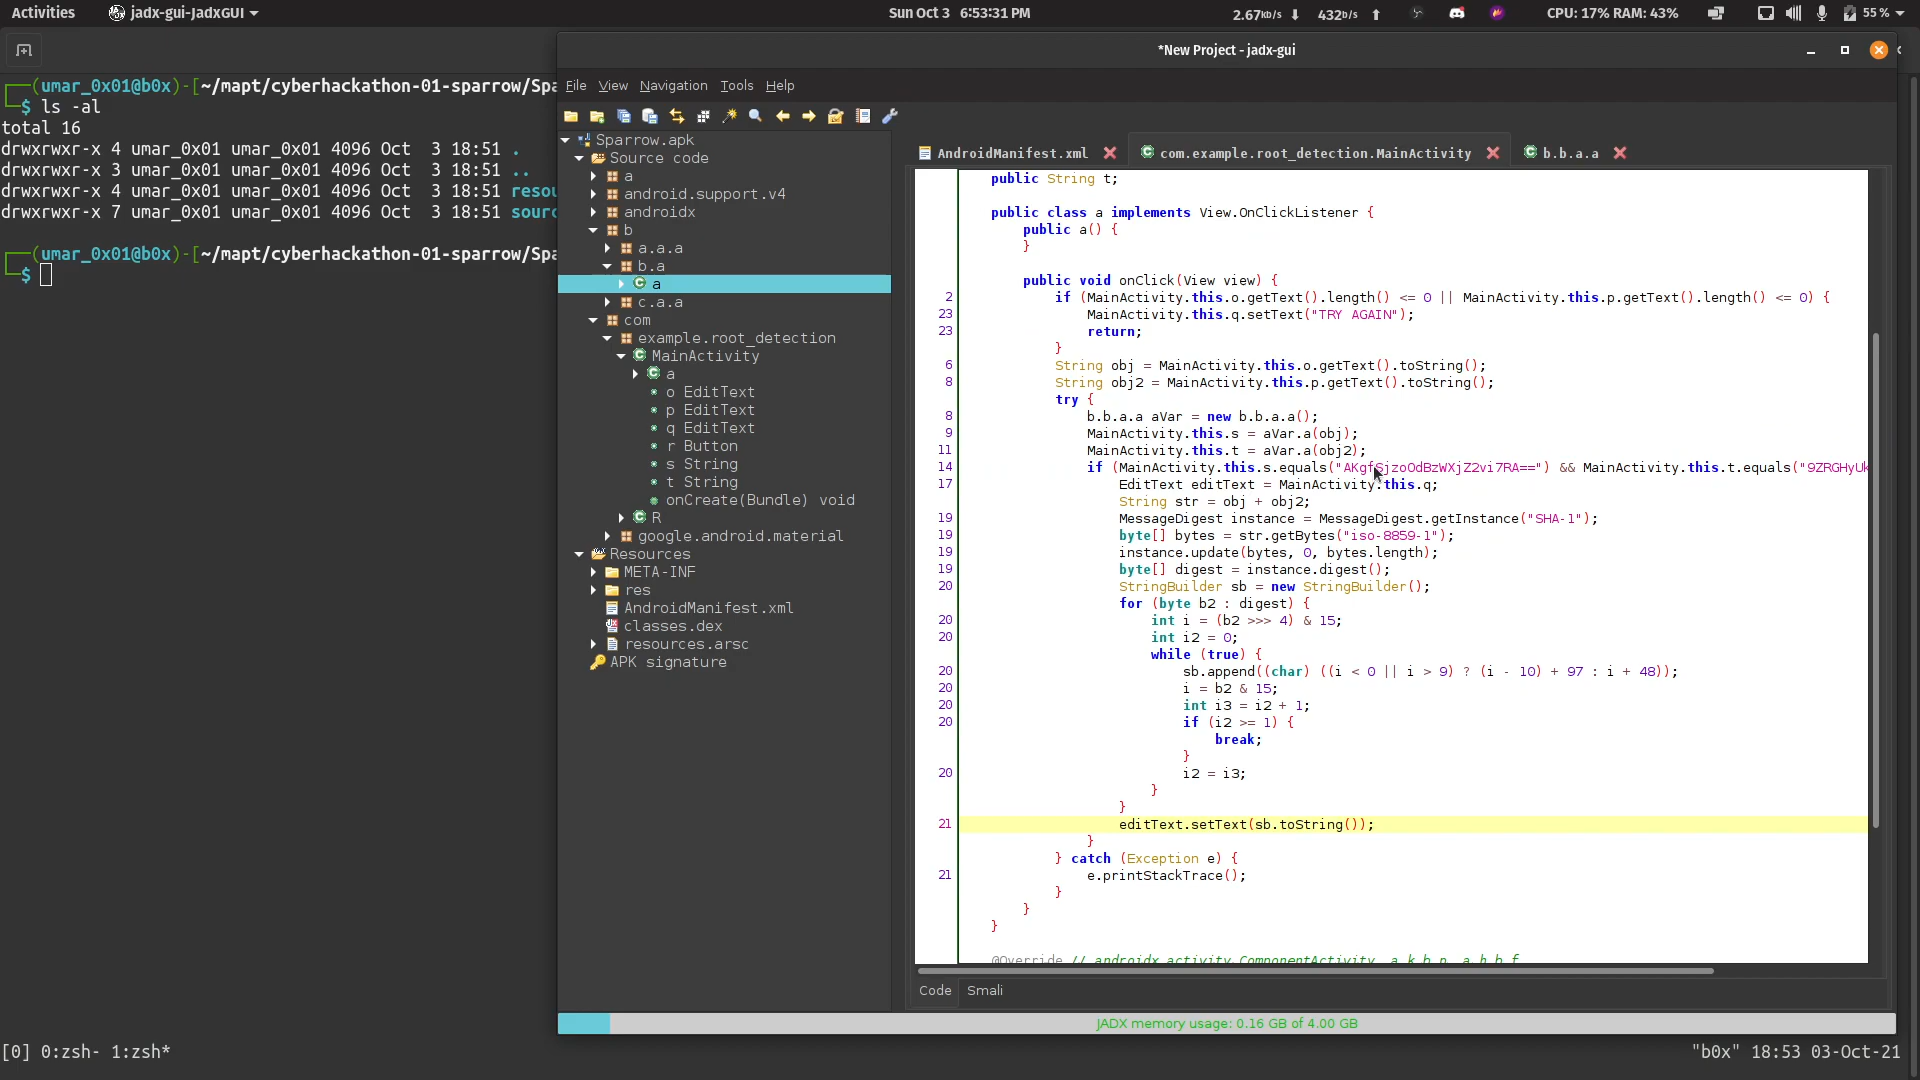 Activities jadx-gui-JadxGUI Sun Oct 3 6:53:31 PM 2.67kb/s 432b/s CPU: 17% RAM: 43% 55 %
*New Project - jadx-gui
┌──(umar_0x01@b0x)-[~/mapt/cyberhackathon-01-sparrow/Spa
└─$ ls -al
total 16
drwxrwxr-x 4 umar_0x01 umar_0x01 4096 Oct  3 18:51 .
drwxrwxr-x 3 umar_0x01 umar_0x01 4096 Oct  3 18:51 ..
drwxrwxr-x 4 umar_0x01 umar_0x01 4096 Oct  3 18:51 resou
drwxrwxr-x 7 umar_0x01 umar_0x01 4096 Oct  3 18:51 sourc
┌──(umar_0x01@b0x)-[~/mapt/cyberhackathon-01-sparrow/Spa
└─$
File View Navigation Tools Help
Sparrow.apk
Source code
a
android.support.v4
androidx
b
a.a.a
b.a
a
c.a.a
com
example.root_detection
MainActivity
a
o EditText
p EditText
q EditText
r Button
s String
t String
onCreate(Bundle) void
R
google.android.material
Resources
META-INF
res
AndroidManifest.xml
classes.dex
resources.arsc
APK signature
AndroidManifest.xml com.example.root_detection.MainActivity b.b.a.a
public String t;
public class a implements View.OnClickListener {
public a() {
}
public void onClick(View view) {
2 if (MainActivity.this.o.getText().length() <= 0 || MainActivity.this.p.getText().length() <= 0) {
23 MainActivity.this.q.setText("TRY AGAIN");
23 return;
}
6 String obj = MainActivity.this.o.getText().toString();
8 String obj2 = MainActivity.this.p.getText().toString();
try {
8 b.b.a.a aVar = new b.b.a.a();
9 MainActivity.this.s = aVar.a(obj);
11 MainActivity.this.t = aVar.a(obj2);
14 if (MainActivity.this.s.equals("AKgfSjzoOdBzWXjZ2vi7RA==") && MainActivity.this.t.equals("9ZRGHyUk
17 EditText editText = MainActivity.this.q;
String str = obj + obj2;
19 MessageDigest instance = MessageDigest.getInstance("SHA-1");
19 byte[] bytes = str.getBytes("iso-8859-1");
19 instance.update(bytes, 0, bytes.length);
19 byte[] digest = instance.digest();
20 StringBuilder sb = new StringBuilder();
for (byte b2 : digest) {
20 int i = (b2 >>> 4) & 15;
20 int i2 = 0;
while (true) {
20 sb.append((char) ((i < 0 || i > 9) ? (i - 10) + 97 : i + 48));
20 i = b2 & 15;
20 int i3 = i2 + 1;
20 if (i2 >= 1) {
break;
}
20 i2 = i3;
}
}
21 editText.setText(sb.toString());
}
} catch (Exception e) {
21 e.printStackTrace();
}
}
}
@Override // androidx.activity.ComponentActivity, a.k.b.p, a.h.b.f
Code Smali
JADX memory usage: 0.16 GB of 4.00 GB
[0] 0:zsh- 1:zsh* "b0x" 18:53 03-Oct-21